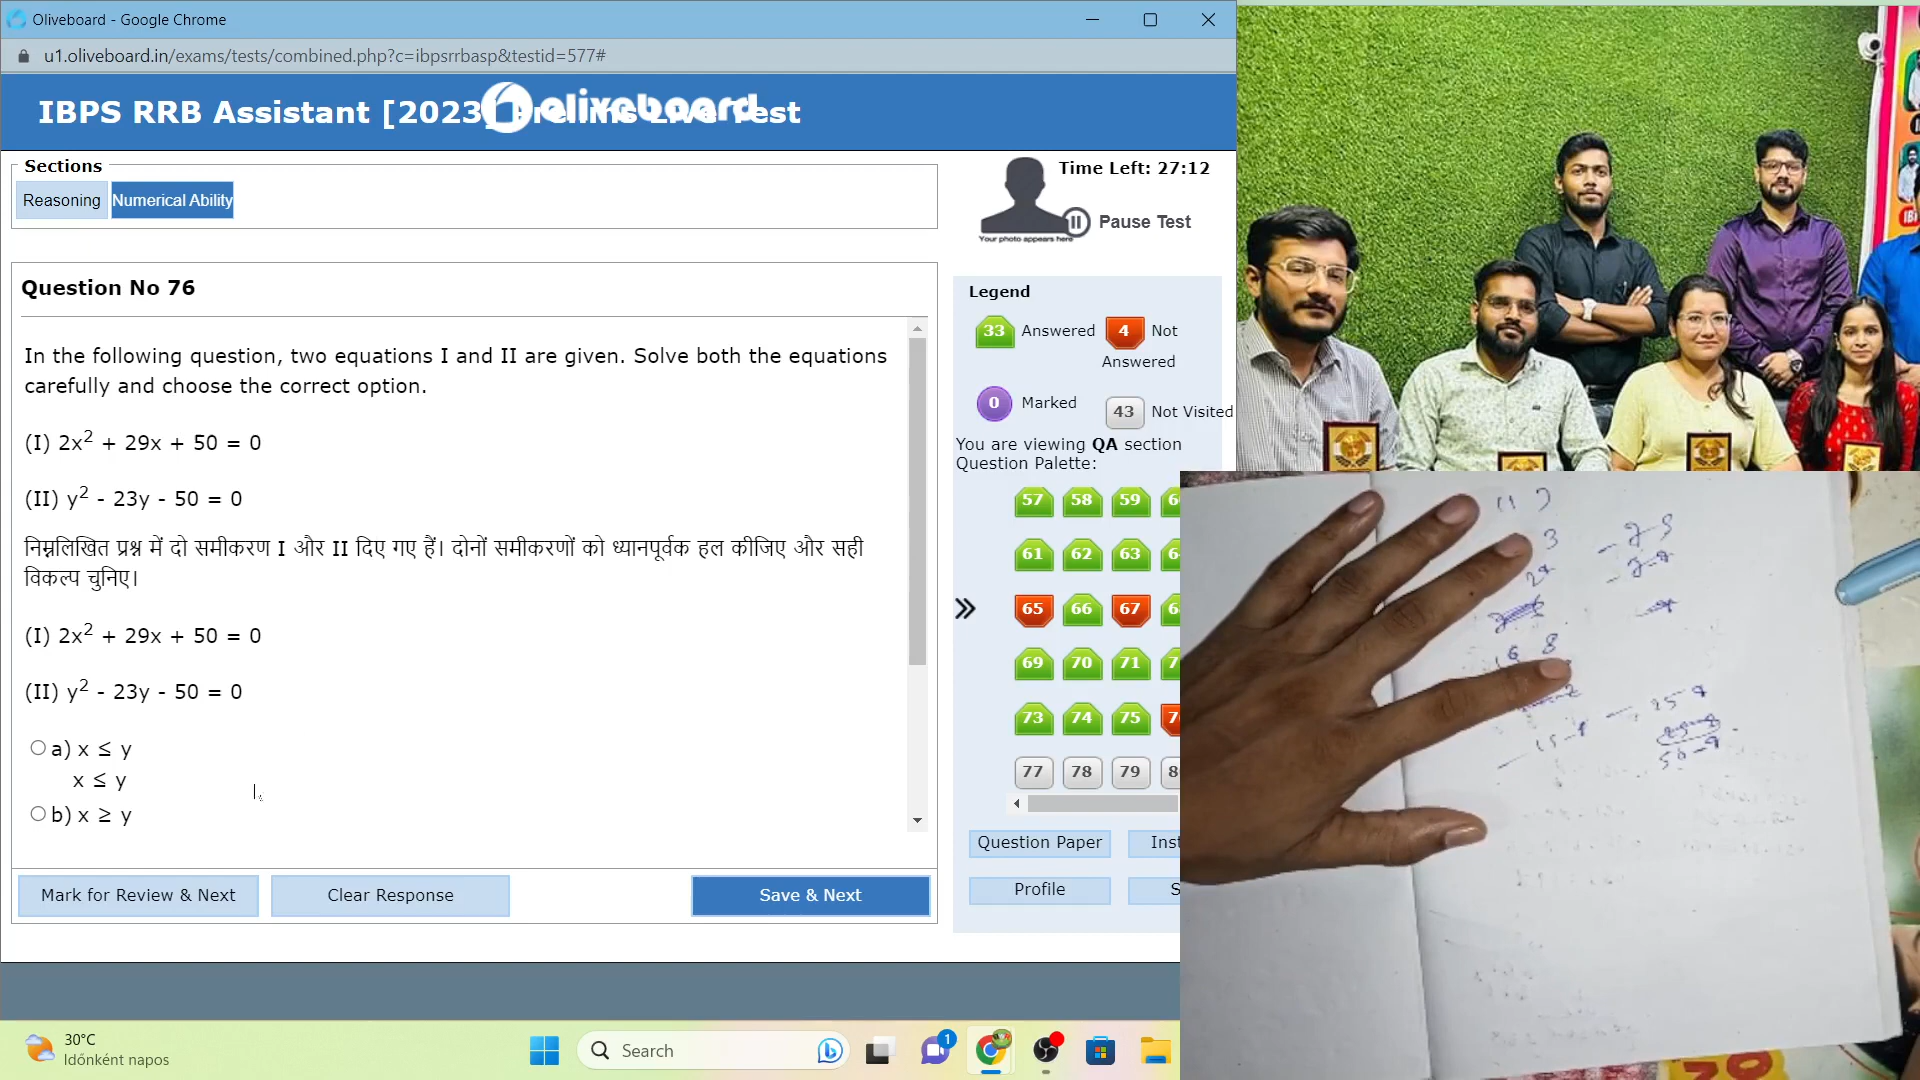 Oliveboard - Google Chrome
u1.oliveboard.in/exams/tests/combined.php?c=ibpsrrbasp&testid=577#
IBPS RRB Assistant [2023] Prelims Live Test
oliveboard
Sections
Reasoning
Numerical Ability
Time Left: 27:12
Pause Test
Your photo appears here
Question No 76
In the following question, two equations I and II are given. Solve both the equations
carefully and choose the correct option.
(I) 2x² + 29x + 50 = 0
(II) y² - 23y - 50 = 0
निम्नलिखित प्रश्न में दो समीकरण I और II दिए गए हैं। दोनों समीकरणों को ध्यानपूर्वक हल कीजिए और सही
विकल्प चुनिए।
(I) 2x² + 29x + 50 = 0
(II) y² - 23y - 50 = 0
a) x ≤ y
x ≤ y
b) x ≥ y
Mark for Review & Next
Clear Response
Save & Next
Legend
33 Answered
4 Not Answered
0 Marked
43 Not Visited
You are viewing QA section
Question Palette:
57 58 59
61 62 63
65 66 67
69 70 71
73 74 75
77 78 79
Question Paper
Profile
30°C
Időnként napos
Search
1